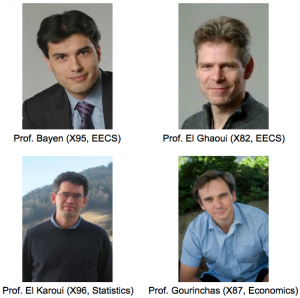 Prof. Bayen (X95, EECS)
Prof. El Ghaoui (X82, EECS)
Prof. El Karoui (X96, Statistics)
Prof. Gourinchas (X87, Economics)